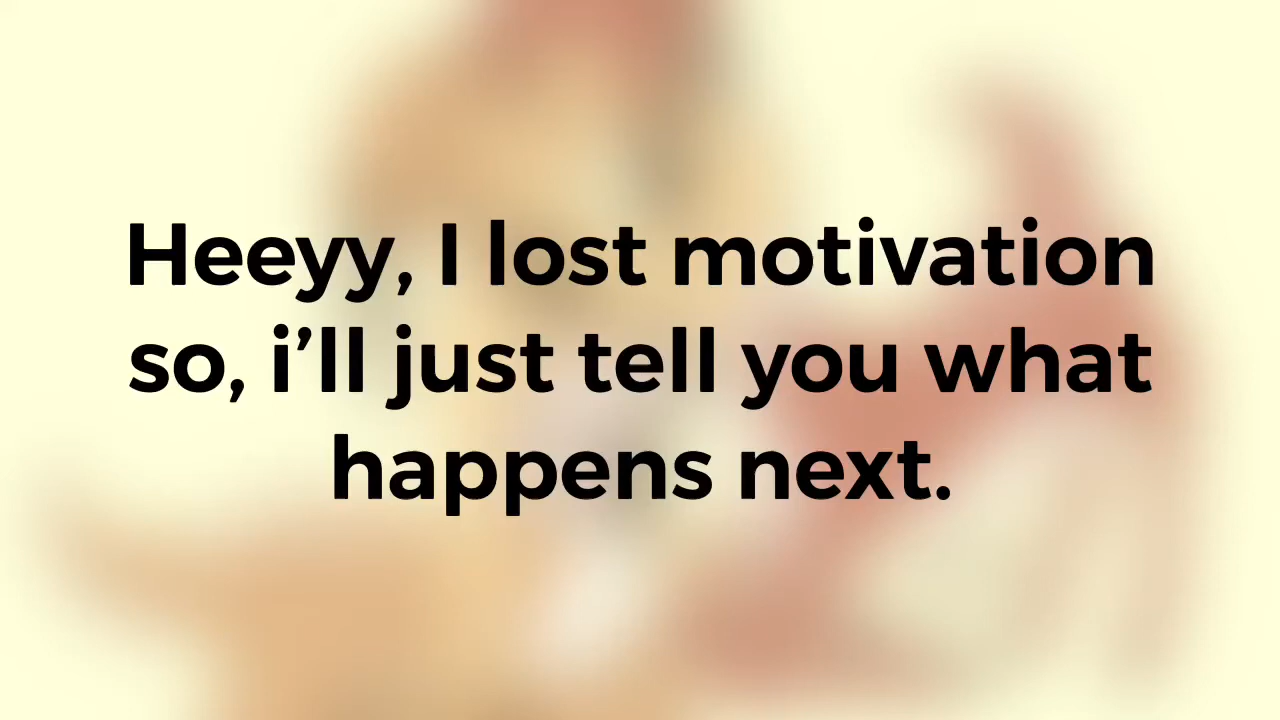 Heeyy, I lost motivation
so, i’ll just tell you what
happens next.